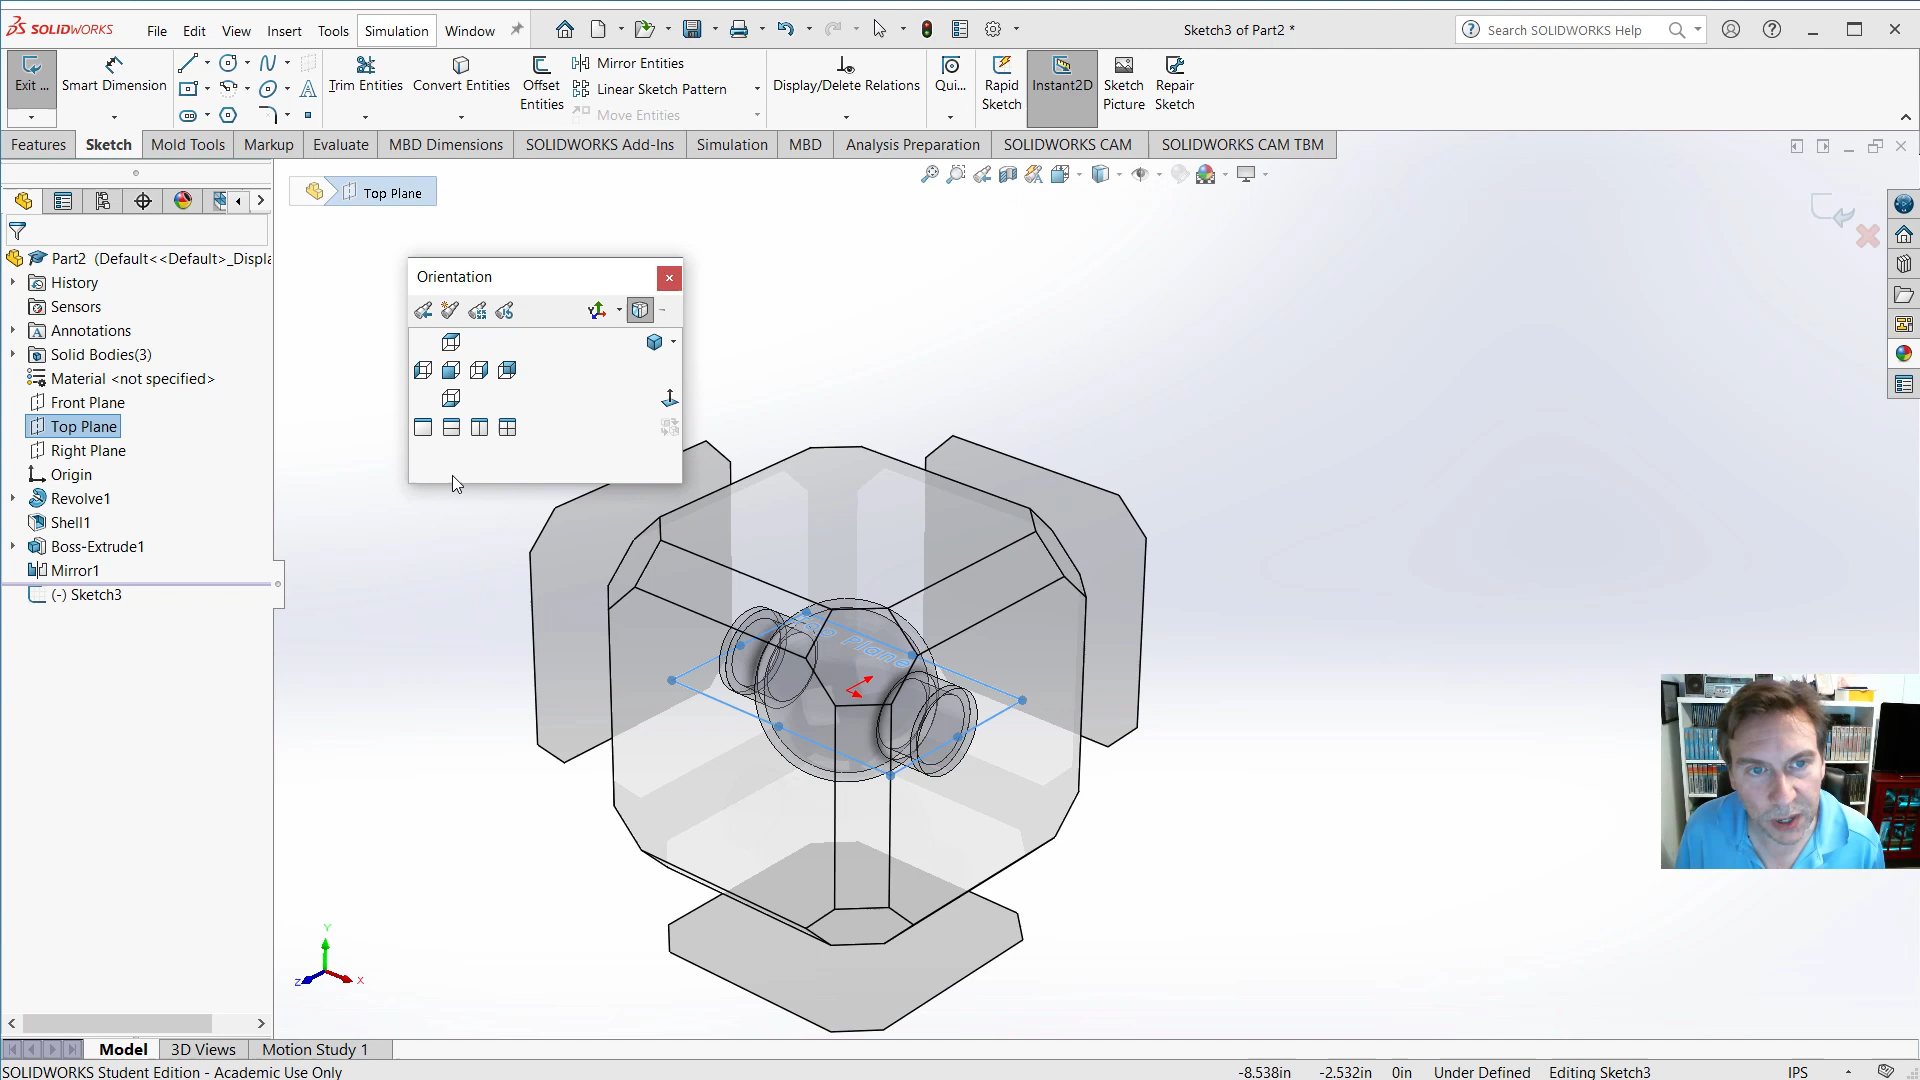 SOLIDWORKS File Edit View Insert Tools Simulation Window Sketch3 of Part2 * Search SOLIDWORKS Help
Exit ... Smart Dimension Trim Entities Convert Entities Offset Entities Mirror Entities Linear Sketch Pattern Move Entities Display/Delete Relations Qui... Rapid Sketch Instant2D Sketch Picture Repair Sketch
Features Sketch Mold Tools Markup Evaluate MBD Dimensions SOLIDWORKS Add-Ins Simulation MBD Analysis Preparation SOLIDWORKS CAM SOLIDWORKS CAM TBM
Top Plane
Part2 (Default<<Default>_Displa
History
Sensors
Annotations
Solid Bodies(3)
Material <not specified>
Front Plane
Top Plane
Right Plane
Origin
Revolve1
Shell1
Boss-Extrude1
Mirror1
(-) Sketch3
Orientation
Top Plane
Y
Z X
Model 3D Views Motion Study 1
SOLIDWORKS Student Edition - Academic Use Only -8.538in -2.532in 0in Under Defined Editing Sketch3 IPS